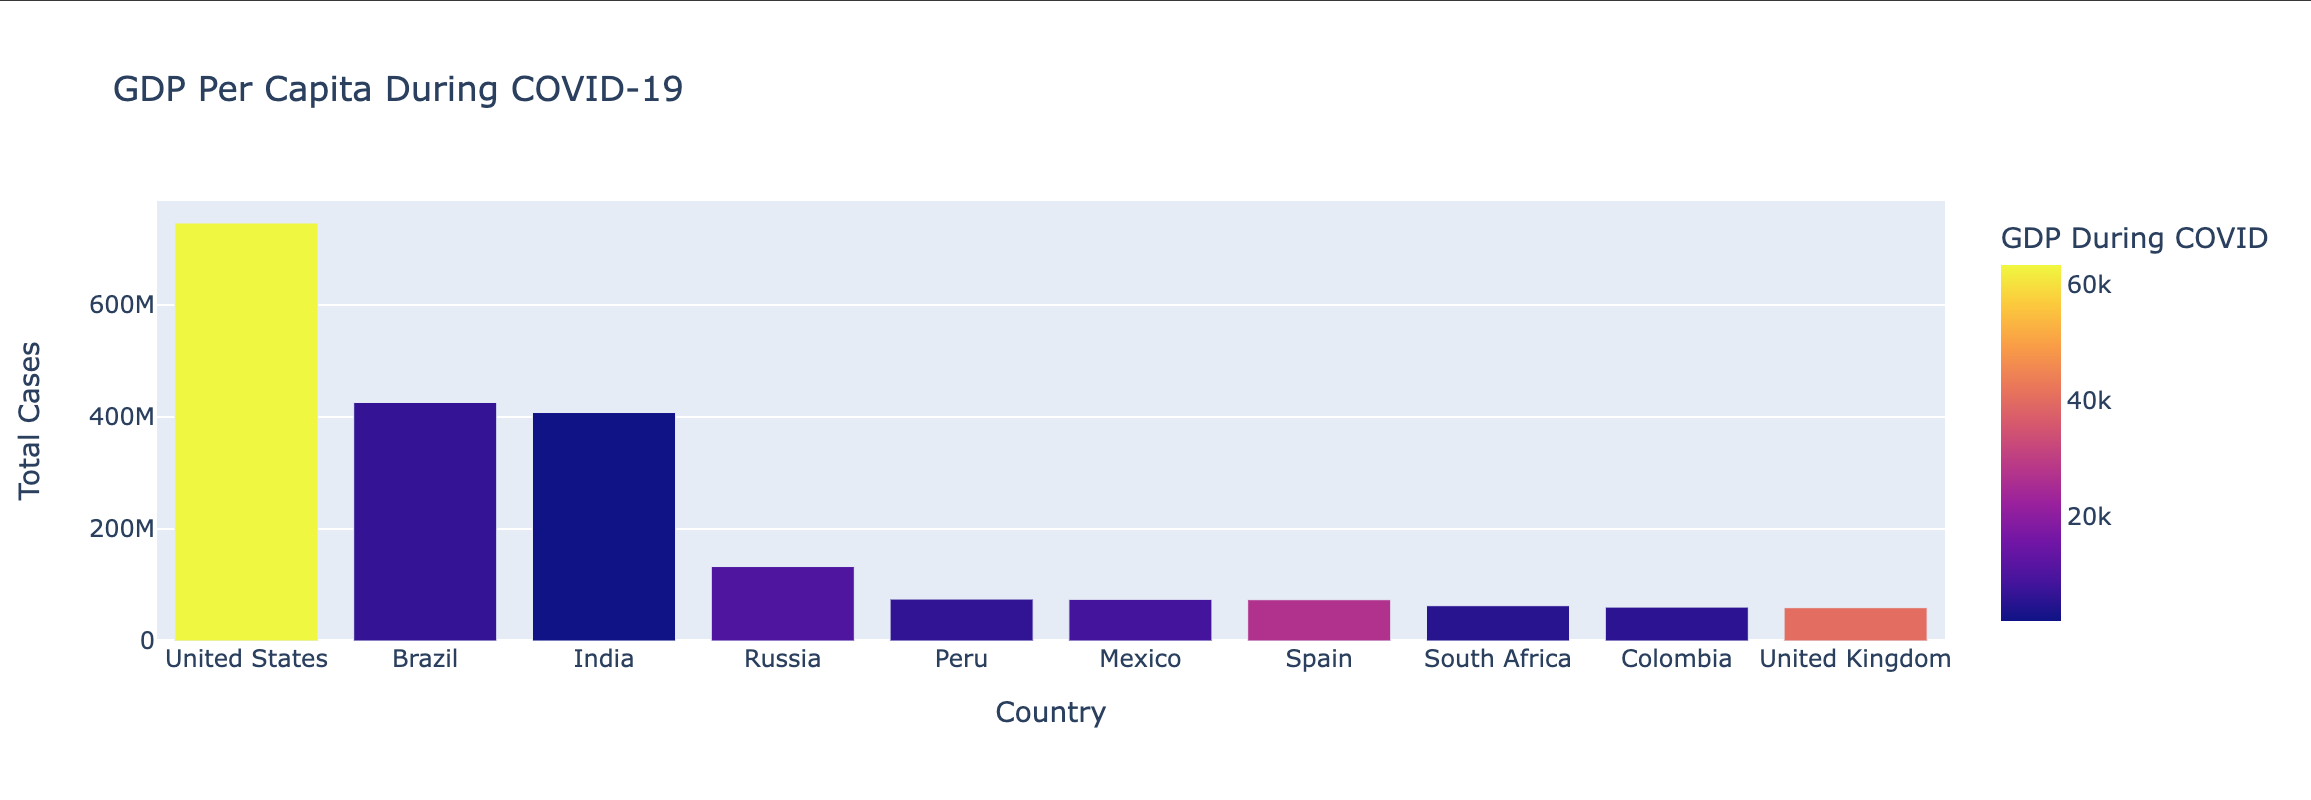 GDP Per Capita During COVID-19
GDP During COVID
60k
40k
20k
Total Cases
600M
400M
200M
0
United States Brazil India Russia Peru Mexico Spain South Africa Colombia United Kingdom
Country